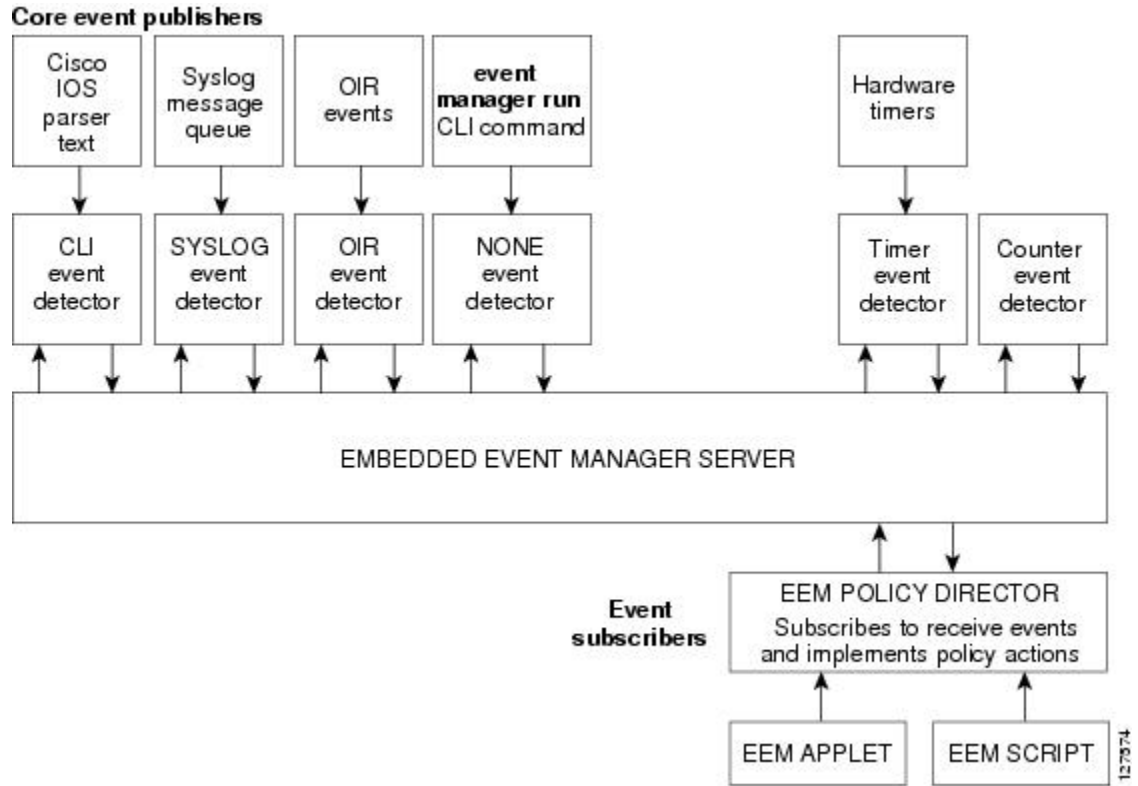 Core event publishers
Cisco
IOS
parser
text
Syslog
message
queue
OIR
events
event
manager run
CLI command
Hardware
timers
CLI
event
detector
SYSLOG
event
detector
OIR
event
detector
NONE
event
detector
Timer
event
detector
Counter
event
detector
EMBEDDED EVENT MANAGER SERVER
Event
subscribers
EEM POLICY DIRECTOR
Subscribes to receive events
and implements policy actions
EEM APPLET
EEM SCRIPT
127574